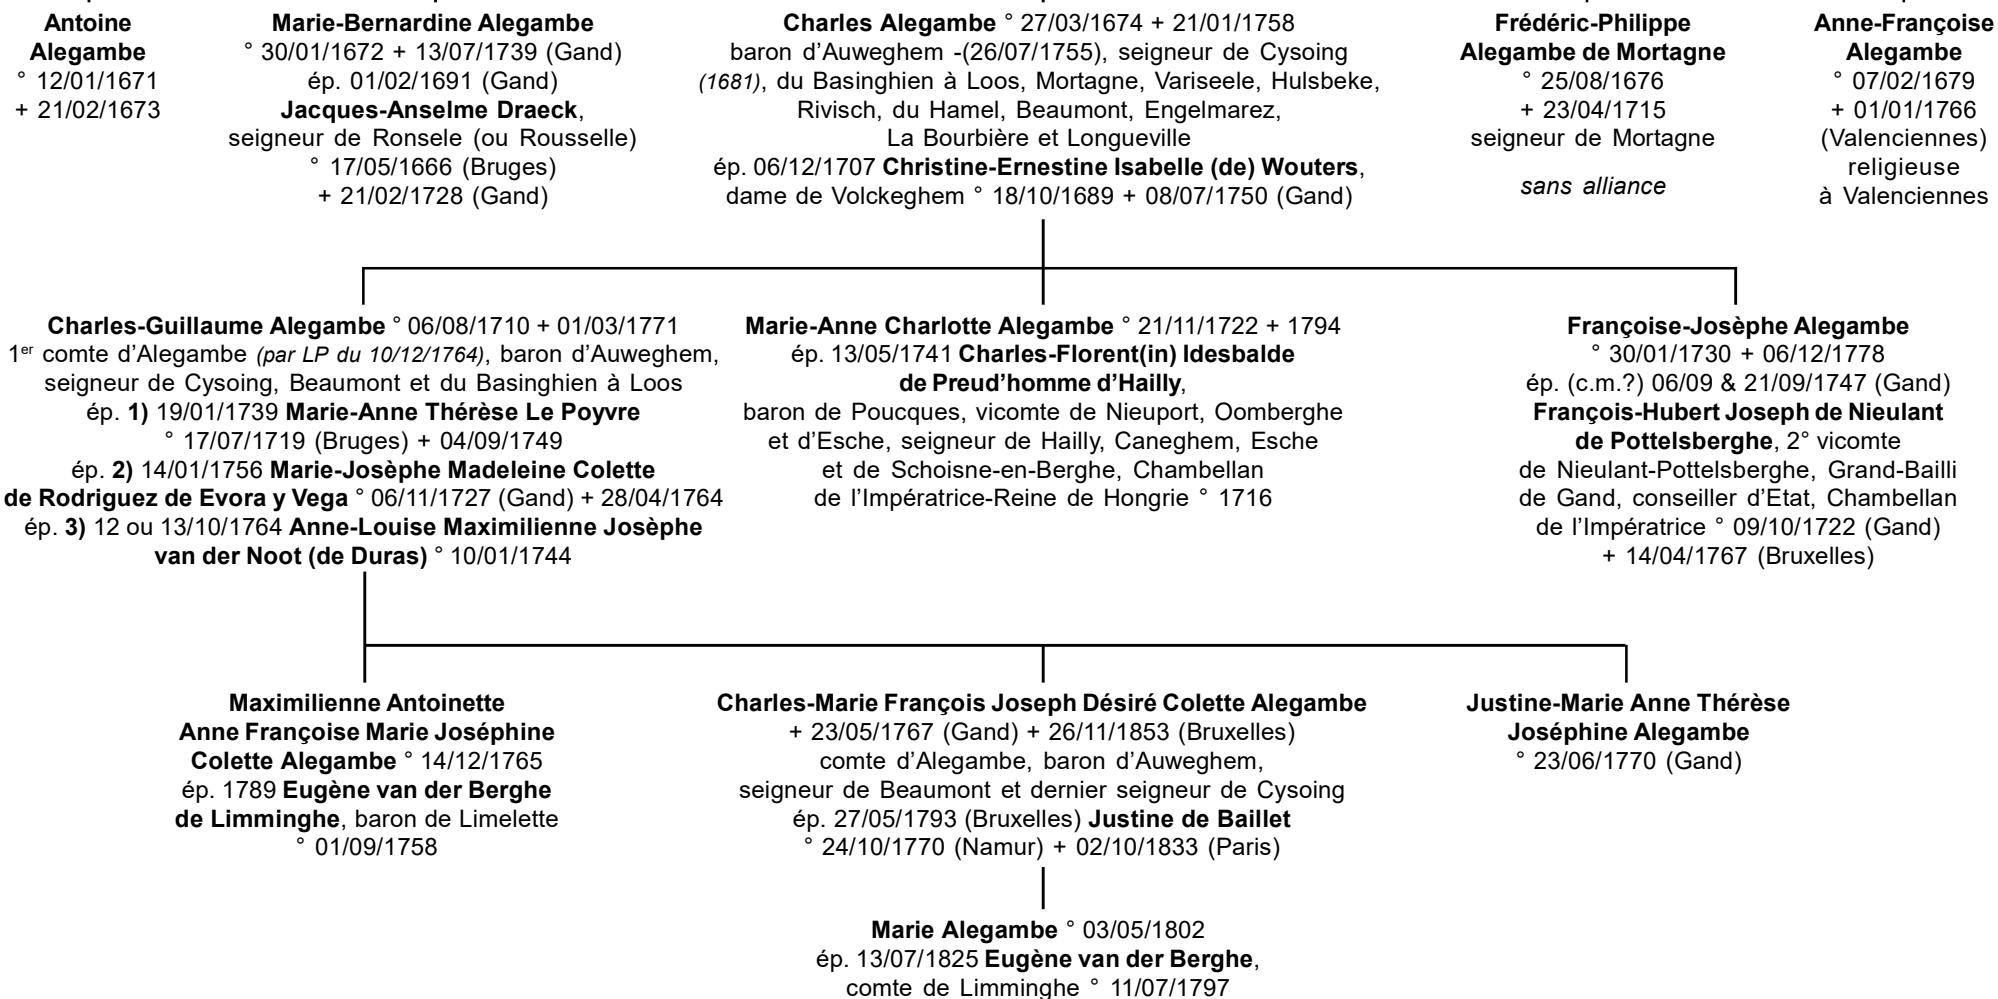 Antoine
Alegambe
° 12/01/1671
+ 21/02/1673
Marie-Bernardine Alegambe
° 30/01/1672 + 13/07/1739 (Gand)
ép. 01/02/1691 (Gand)
Jacques-Anselme Draeck,
seigneur de Ronsele (ou Rousselle)
° 17/05/1666 (Bruges)
+ 21/02/1728 (Gand)
Charles Alegambe ° 27/03/1674 + 21/01/1758
baron d’Auweghem -(26/07/1755), seigneur de Cysoing
(1681), du Basinghien à Loos, Mortagne, Variseele, Hulsbeke,
Rivisch, du Hamel, Beaumont, Engelmarez,
La Bourbière et Longueville
ép. 06/12/1707 Christine-Ernestine Isabelle (de) Wouters,
dame de Volckeghem ° 18/10/1689 + 08/07/1750 (Gand)
Frédéric-Philippe
Alegambe de Mortagne
° 25/08/1676
+ 23/04/1715
seigneur de Mortagne
sans alliance
Anne-Françoise
Alegambe
° 07/02/1679
+ 01/01/1766
(Valenciennes)
religieuse
à Valenciennes
Charles-Guillaume Alegambe ° 06/08/1710 + 01/03/1771
1er comte d’Alegambe (par LP du 10/12/1764), baron d’Auweghem,
seigneur de Cysoing, Beaumont et du Basinghien à Loos
ép. 1) 19/01/1739 Marie-Anne Thérèse Le Poyvre
° 17/07/1719 (Bruges) + 04/09/1749
ép. 2) 14/01/1756 Marie-Josèphe Madeleine Colette
de Rodriguez de Evora y Vega ° 06/11/1727 (Gand) + 28/04/1764
ép. 3) 12 ou 13/10/1764 Anne-Louise Maximilienne Josèphe
van der Noot (de Duras) ° 10/01/1744
Marie-Anne Charlotte Alegambe ° 21/11/1722 + 1794
ép. 13/05/1741 Charles-Florent(in) Idesbalde
de Preud’homme d’Hailly,
baron de Poucques, vicomte de Nieuport, Oomberghe
et d’Esche, seigneur de Hailly, Caneghem, Esche
et de Schoisne-en-Berghe, Chambellan
de l’Impératrice-Reine de Hongrie ° 1716
Françoise-Josèphe Alegambe
° 30/01/1730 + 06/12/1778
ép. (c.m.?) 06/09 & 21/09/1747 (Gand)
François-Hubert Joseph de Nieulant
de Pottelsberghe, 2° vicomte
de Nieulant-Pottelsberghe, Grand-Bailli
de Gand, conseiller d’Etat, Chambellan
de l’Impératrice ° 09/10/1722 (Gand)
+ 14/04/1767 (Bruxelles)
Maximilienne Antoinette
Anne Françoise Marie Joséphine
Colette Alegambe ° 14/12/1765
ép. 1789 Eugène van der Berghe
de Limminghe, baron de Limelette
° 01/09/1758
Charles-Marie François Joseph Désiré Colette Alegambe
+ 23/05/1767 (Gand) + 26/11/1853 (Bruxelles)
comte d’Alegambe, baron d’Auweghem,
seigneur de Beaumont et dernier seigneur de Cysoing
ép. 27/05/1793 (Bruxelles) Justine de Baillet
° 24/10/1770 (Namur) + 02/10/1833 (Paris)
Justine-Marie Anne Thérèse
Joséphine Alegambe
° 23/06/1770 (Gand)
Marie Alegambe ° 03/05/1802
ép. 13/07/1825 Eugène van der Berghe,
comte de Limminghe ° 11/07/1797